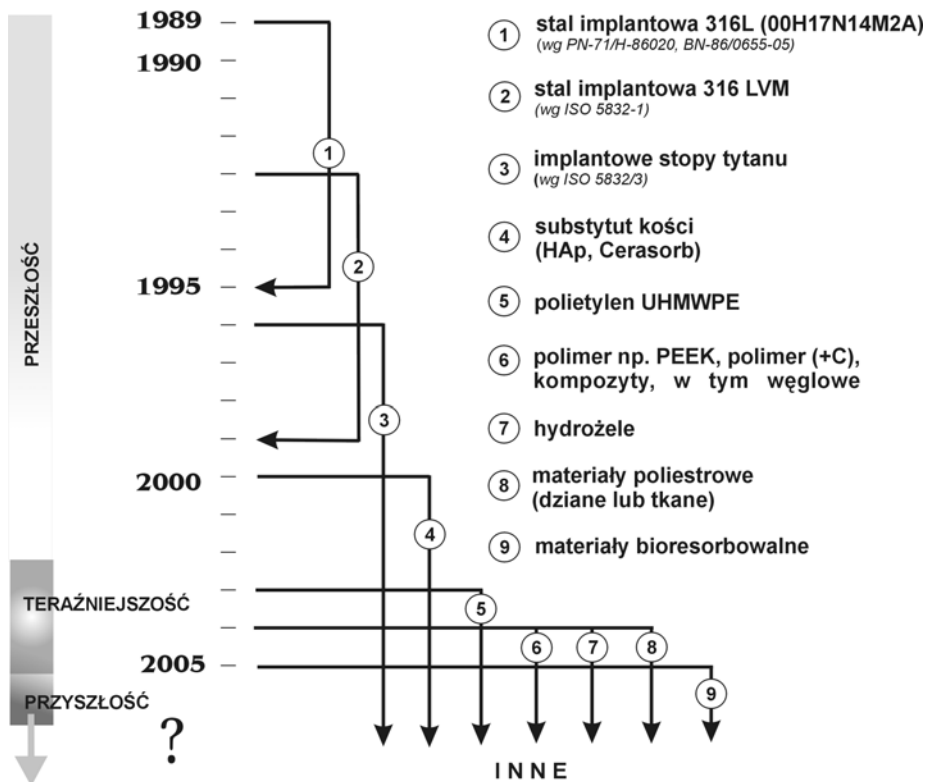 1989
1990
1995
2000
2005
?
PRZESZŁOŚĆ
TERAŹNIEJSZOŚĆ
PRZYSZŁOŚĆ
1
2
3
4
5
6
7
8
9
1 stal implantowa 316L (00H17N14M2A)
(wg PN-71/H-86020, BN-86/0655-05)
2 stal implantowa 316 LVM
(wg ISO 5832-1)
3 implantowe stopy tytanu
(wg ISO 5832/3)
4 substytut kości
(HAp, Cerasorb)
5 polietylen UHMWPE
6 polimer np. PEEK, polimer (+C),
kompozyty, w tym węglowe
7 hydrożele
8 materiały poliestrowe
(dziane lub tkane)
9 materiały bioresorbowalne
INNE